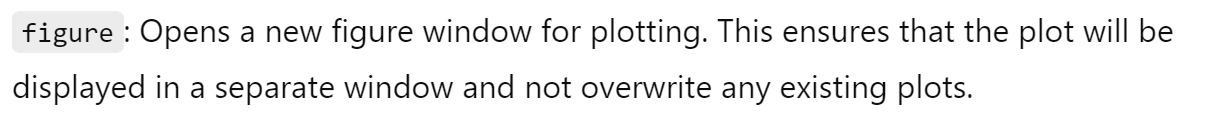 figure: Opens a new figure window for plotting. This ensures that the plot will be
displayed in a separate window and not overwrite any existing plots.